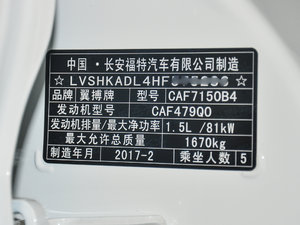 中国·长安福特汽车有限公司制造
★LVSHKADL4HF
品牌 翼搏牌 型号 CAF7150B4
发动机型号 CAF479Q0
发动机排量/最大净功率 1.5L /81kW
最大允许总质量 1670kg
制造年月 2017-2 乘坐人数 5